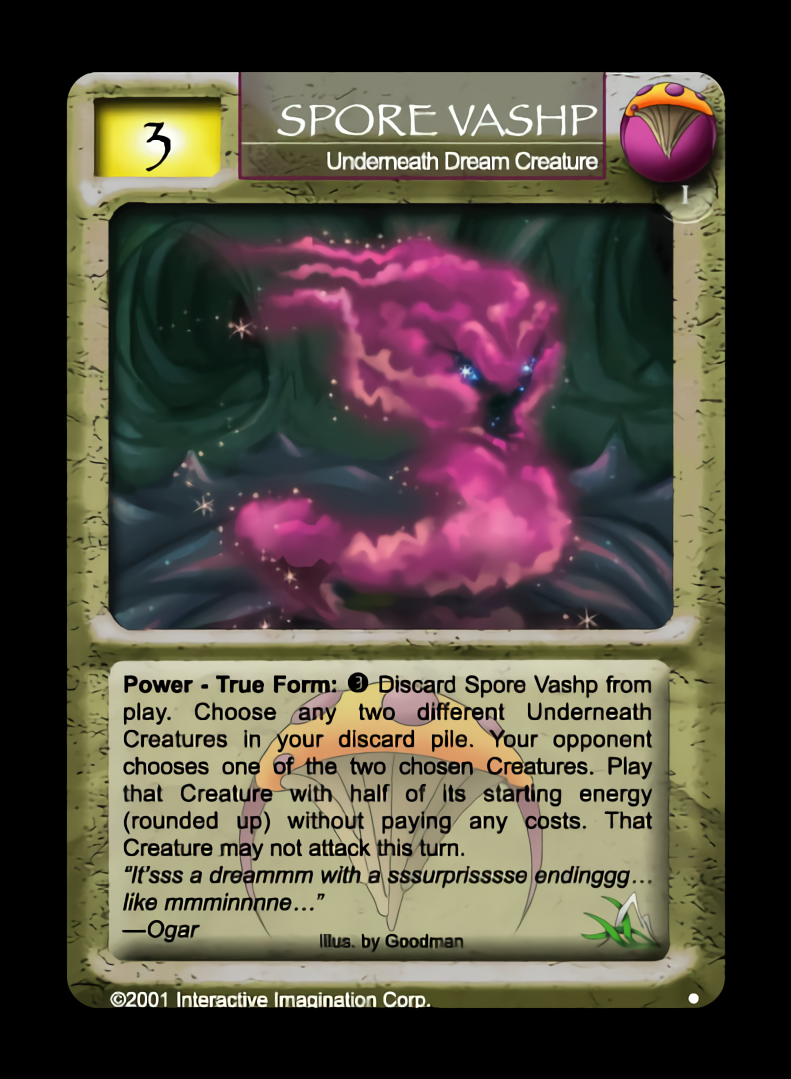 3
SPORE VASHP
Underneath Dream Creature
I
Power - True Form: ❸ Discard Spore Vashp from
play. Choose any two different Underneath
Creatures in your discard pile. Your opponent
chooses one of the two chosen Creatures. Play
that Creature with half of its starting energy
(rounded up) without paying any costs. That
Creature may not attack this turn.
"It'sss a dreammm with a sssurprisssse endinggg...
like mmminnnne..."
—Ogar
Illus. by Goodman
©2001 Interactive Imagination Corp.